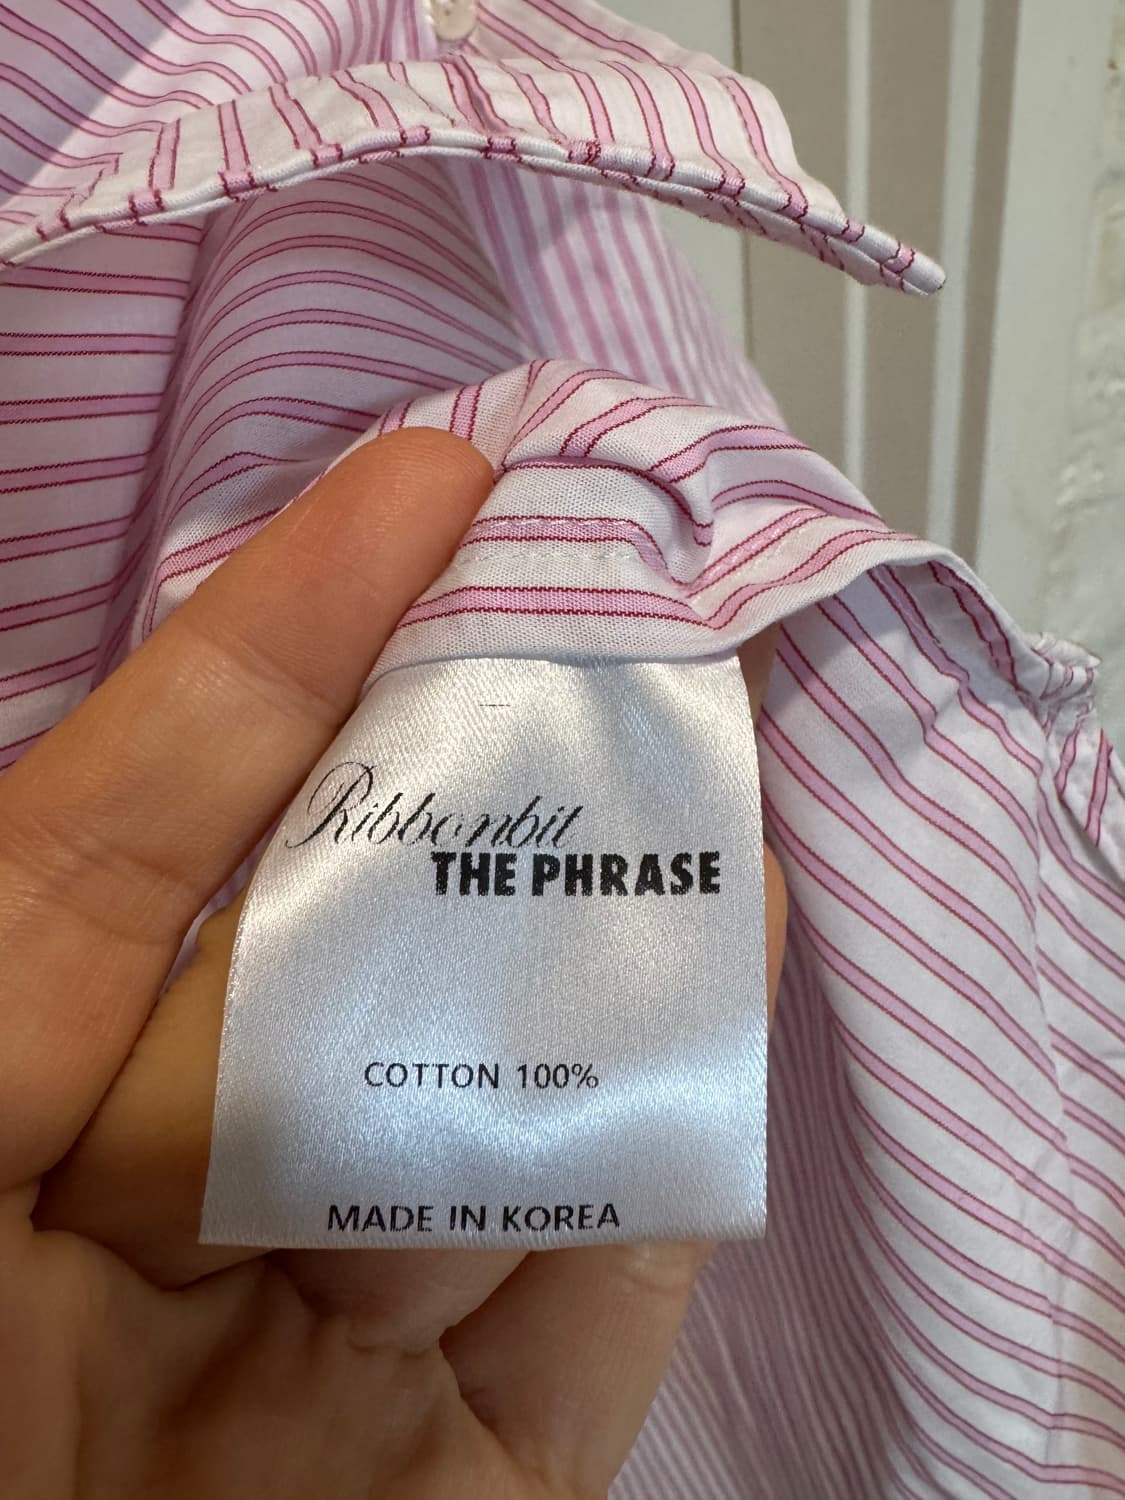 Ribbonbit
THE PHRASE
COTTON 100%
MADE IN KOREA